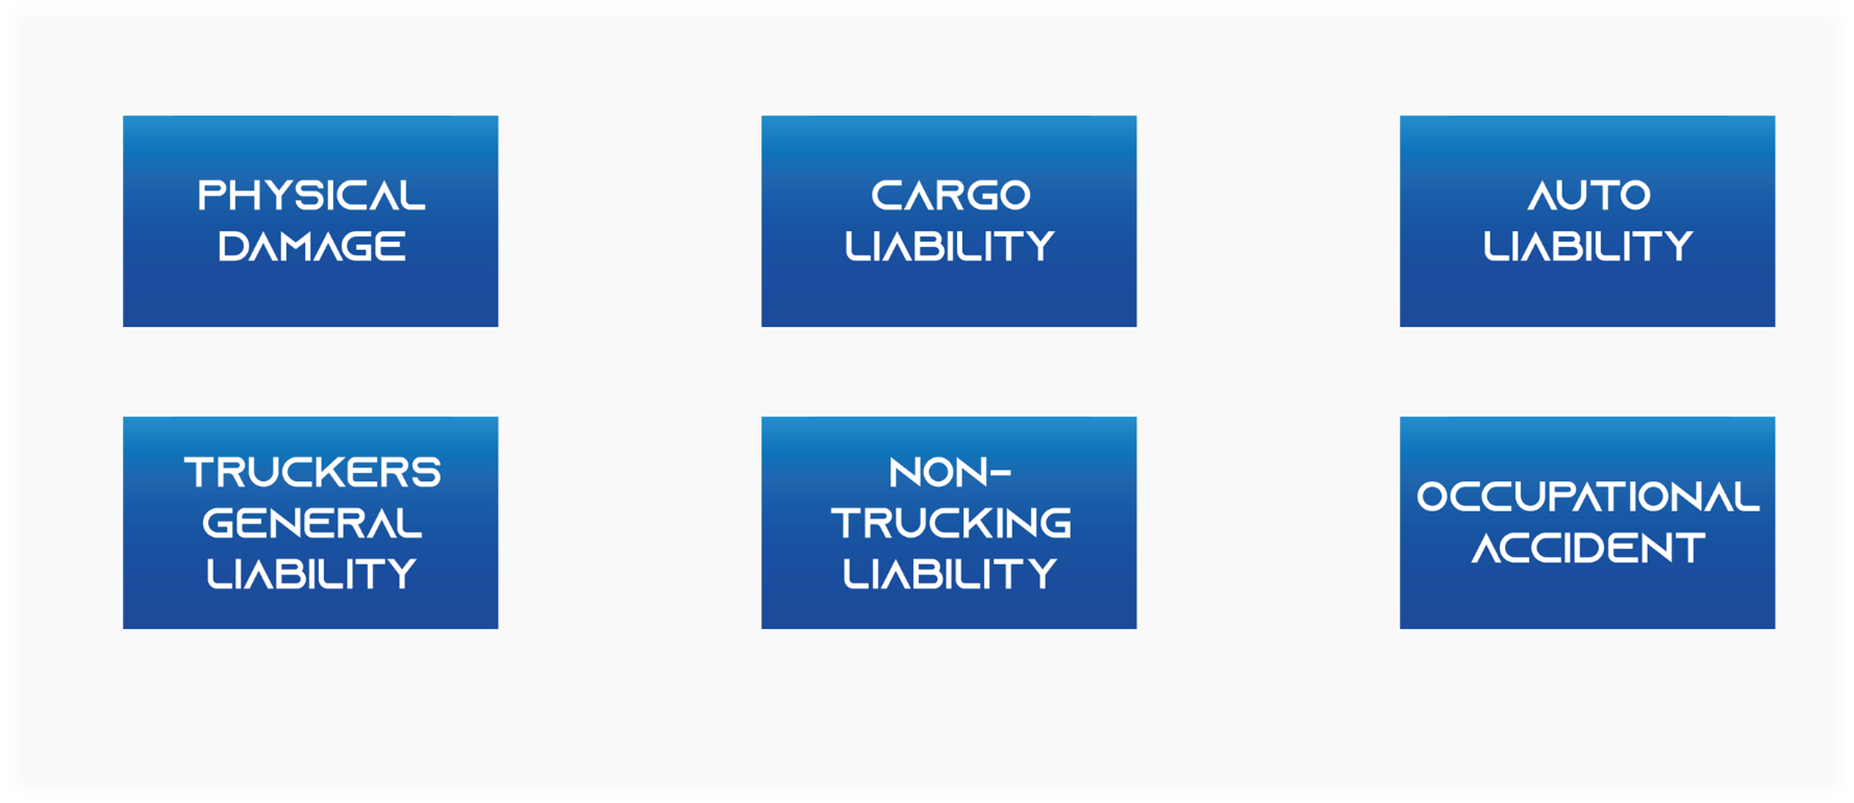 PHYSICAL
DAMAGE
CARGO
LIABILITY
AUTO
LIABILITY
TRUCKERS
GENERAL
LIABILITY
NON-
TRUCKING
LIABILITY
OCCUPATIONAL
ACCIDENT